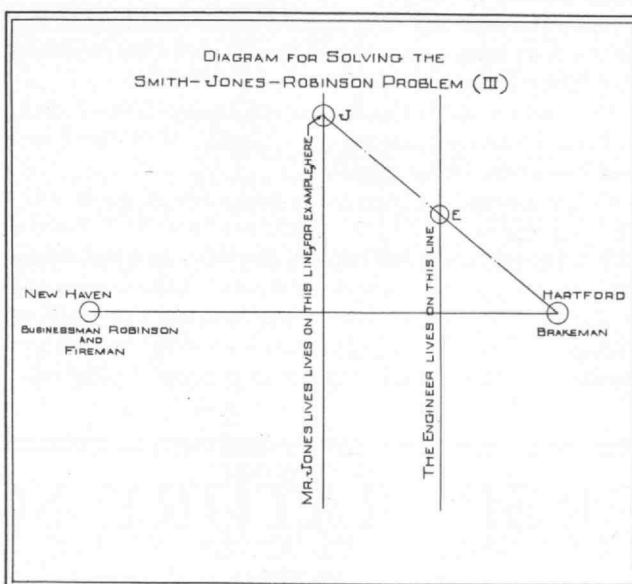 DIAGRAM FOR SOLVING THE
SMITH-JONES-ROBINSON PROBLEM (III)
J
E
MR. JONES LIVES LIVES ON THIS LINE, FOR EXAMPLE, HERE
THE ENGINEER LIVES ON THIS LINE
NEW HAVEN
BUSINESSMAN ROBINSON
AND
FIREMAN
HARTFORD
BRAKEMAN